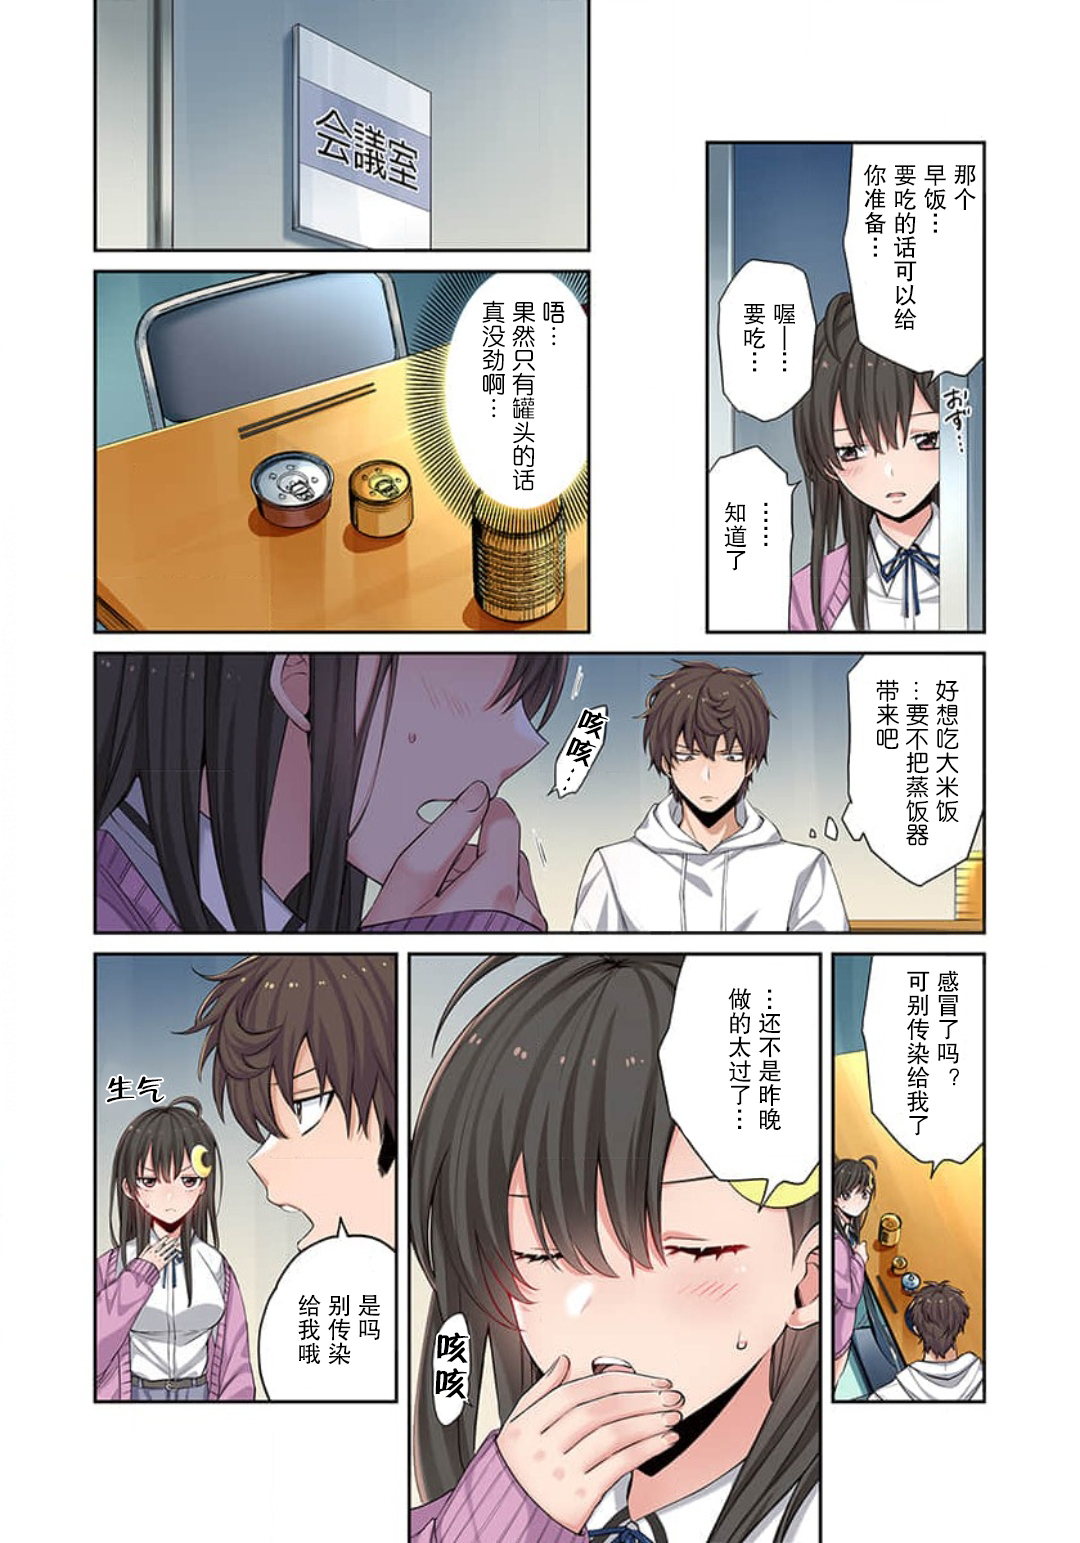 那个
早饭…
要吃的话可以给
你准备…
喔—…
要吃…
おず…
……
知道了
会議室
唔…
果然只有罐头的话
真没劲啊…
好想吃大米饭
…要不把蒸饭器
带来吧
咳
咳…
感冒了吗?
可别传染给我了
…还不是昨晚
做的太过了…
咳
咳
生气
是吗
别传染
给我哦